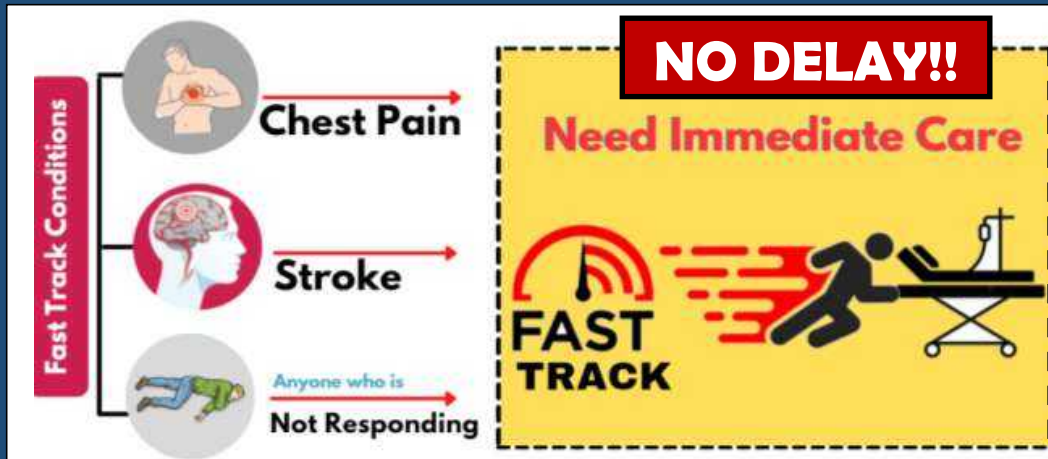 Fast Track Conditions
Chest Pain
Stroke
Anyone who is
Not Responding
NO DELAY!!
Need Immediate Care
FAST
TRACK